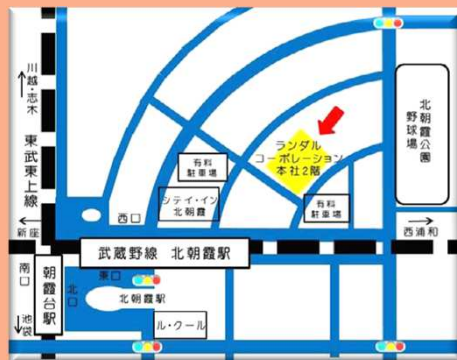 川越・志木
東武東上線
北朝霞公園
野球場
ランダル
コーポレーション
本社2階
有料
駐車場
シティ・イン
北朝霞
有料
駐車場
西口
新座
西浦和
武蔵野線 北朝霞駅
南口
朝霞台駅
北口
東口
北朝霞駅
池袋
ル・クール